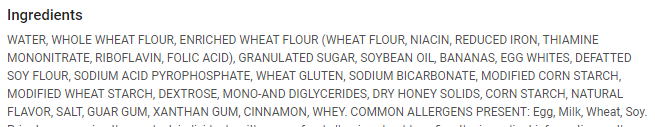 Ingredients
WATER, WHOLE WHEAT FLOUR, ENRICHED WHEAT FLOUR (WHEAT FLOUR, NIACIN, REDUCED IRON, THIAMINE
MONONITRATE, RIBOFLAVIN, FOLIC ACID), GRANULATED SUGAR, SOYBEAN OIL, BANANAS, EGG WHITES, DEFATTED
SOY FLOUR, SODIUM ACID PYROPHOSPHATE, WHEAT GLUTEN, SODIUM BICARBONATE, MODIFIED CORN STARCH,
MODIFIED WHEAT STARCH, DEXTROSE, MONO-AND DIGLYCERIDES, DRY HONEY SOLIDS, CORN STARCH, NATURAL
FLAVOR, SALT, GUAR GUM, XANTHAN GUM, CINNAMON, WHEY. COMMON ALLERGENS PRESENT: Egg, Milk, Wheat, Soy.